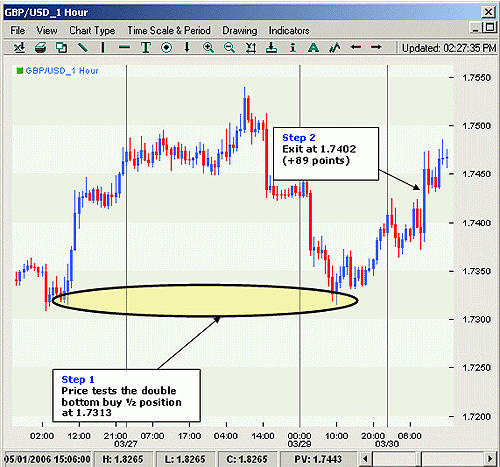 GBP/USD_1 Hour
File View Chart Type Time Scale & Period Drawing Indicators
Updated: 02:27:35 PM
GBP/USD_1 Hour
1.7550
1.7500
Step 2
Exit at 1.7402
(+89 points)
1.7450
1.7400
1.7350
1.7300
1.7250
Step 1
Price tests the double
bottom buy ½ position
at 1.7313
1.7200
02:00 12:00 21:00 07:00 17:00 04:00 14:00 00:00 10:00 20:00 06:00
03/27 03/29 03/30
05/01/2006 15:06:00 H: 1.8265 L: 1.8265 C: 1.8265 PV: 1.7443